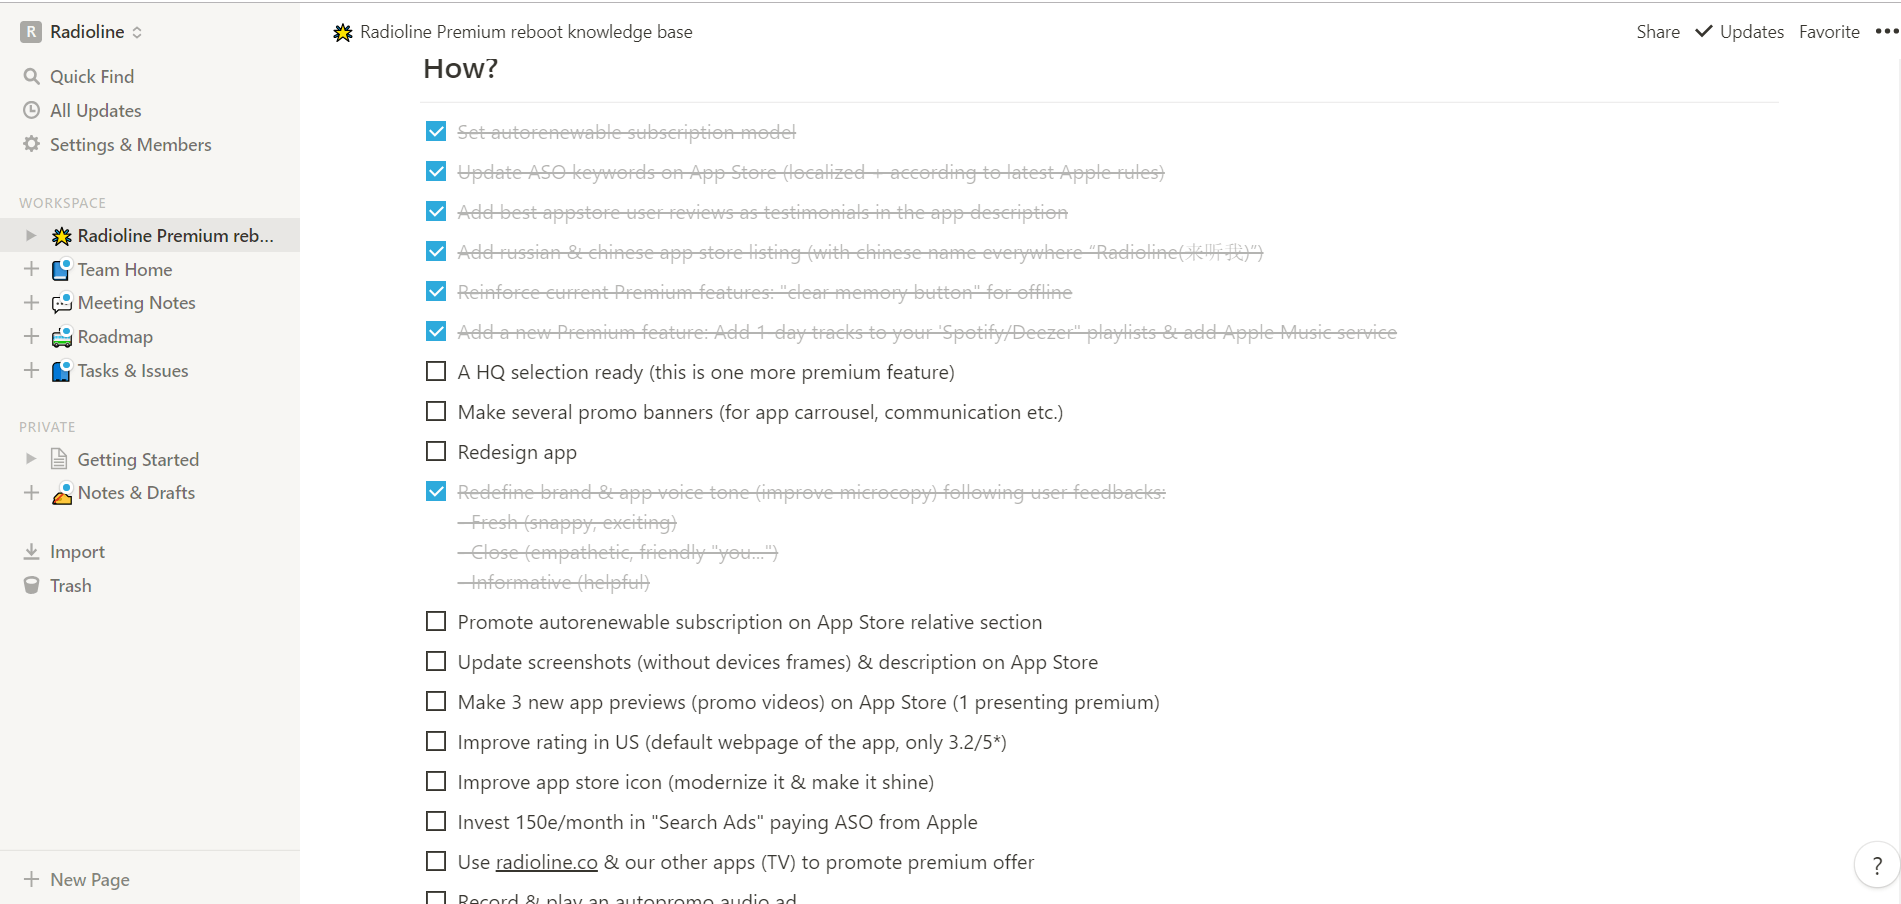 R Radioline
Quick Find
All Updates
Settings & Members
WORKSPACE
Radioline Premium reb...
Team Home
Meeting Notes
Roadmap
Tasks & Issues
PRIVATE
Getting Started
Notes & Drafts
Import
Trash
New Page
Radioline Premium reboot knowledge base
Share Updates Favorite
How?
Set autorenewable subscription model
Update ASO keywords on App Store (localized + according to latest Apple rules)
Add best appstore user reviews as testimonials in the app description
Add russian & chinese app store listing (with chinese name everywhere “Radioline(来听我)”)
Reinforce current Premium features: "clear memory button" for offline
Add a new Premium feature: Add 1-day tracks to your 'Spotify/Deezer" playlists & add Apple Music service
A HQ selection ready (this is one more premium feature)
Make several promo banners (for app carrousel, communication etc.)
Redesign app
Redefine brand & app voice tone (improve microcopy) following user feedbacks:
- Fresh (snappy, exciting)
- Close (empathetic, friendly "you...")
- Informative (helpful)
Promote autorenewable subscription on App Store relative section
Update screenshots (without devices frames) & description on App Store
Make 3 new app previews (promo videos) on App Store (1 presenting premium)
Improve rating in US (default webpage of the app, only 3.2/5*)
Improve app store icon (modernize it & make it shine)
Invest 150e/month in "Search Ads" paying ASO from Apple
Use radioline.co & our other apps (TV) to promote premium offer
Record & play an autopromo audio ad
?